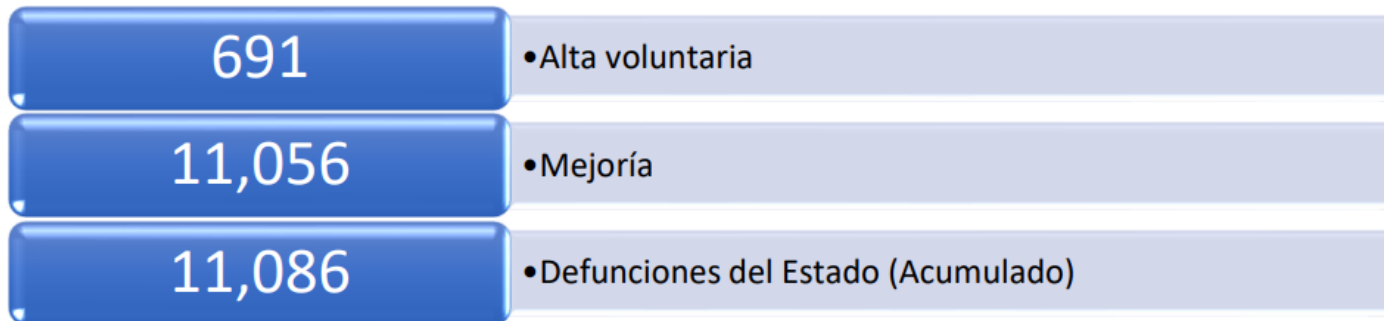 691
•Alta voluntaria
11,056
•Mejoría
11,086
•Defunciones del Estado (Acumulado)